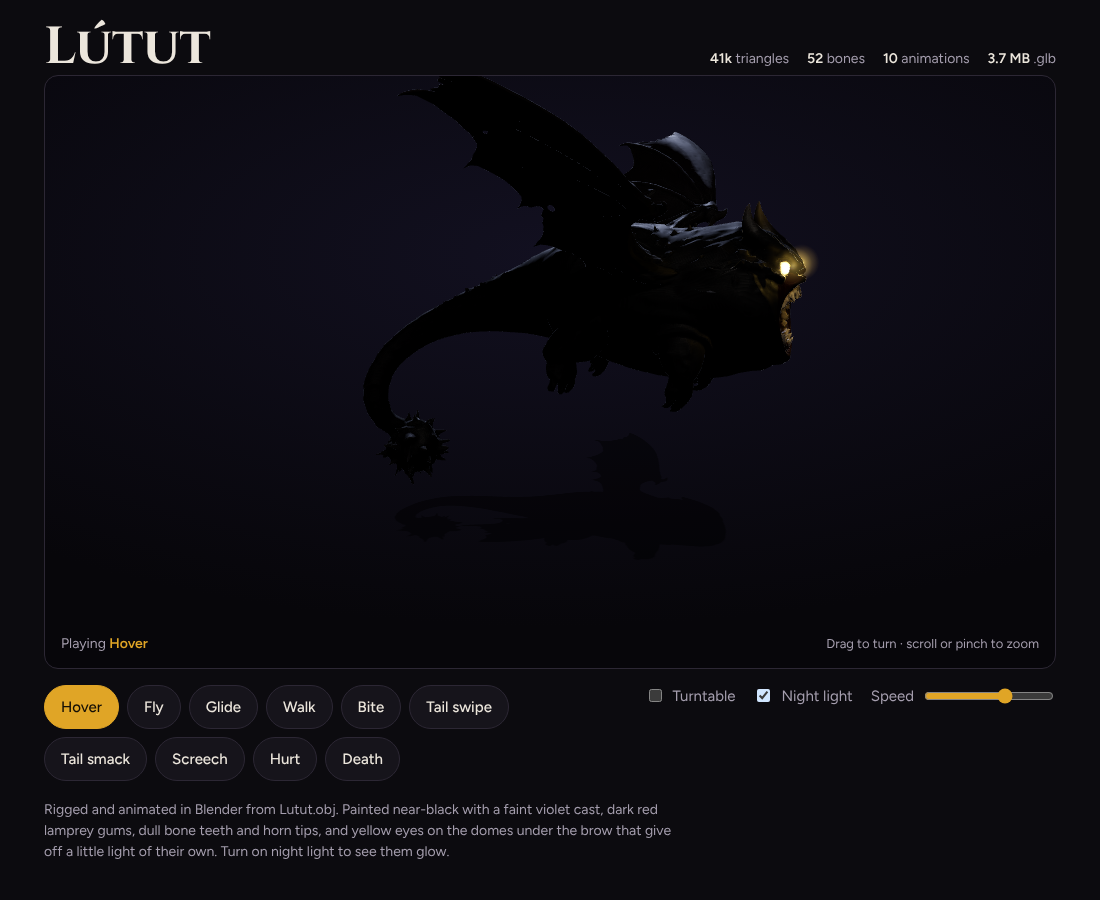 LÚTUT
41k triangles 52 bones 10 animations 3.7 MB .glb
Playing Hover
Drag to turn · scroll or pinch to zoom
Hover Fly Glide Walk Bite Tail swipe
Turntable Night light Speed
Tail smack Screech Hurt Death
Rigged and animated in Blender from Lutut.obj. Painted near-black with a faint violet cast, dark red
lamprey gums, dull bone teeth and horn tips, and yellow eyes on the domes under the brow that give
off a little light of their own. Turn on night light to see them glow.